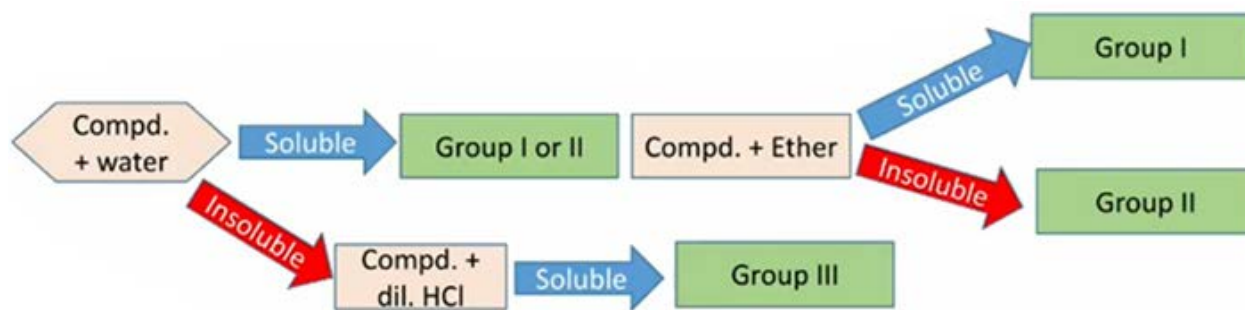 Compd.
+ water
Soluble
Group I or II
Compd. + Ether
Soluble
Group I
Insoluble
Group II
Insoluble
Compd. +
dil. HCl
Soluble
Group III